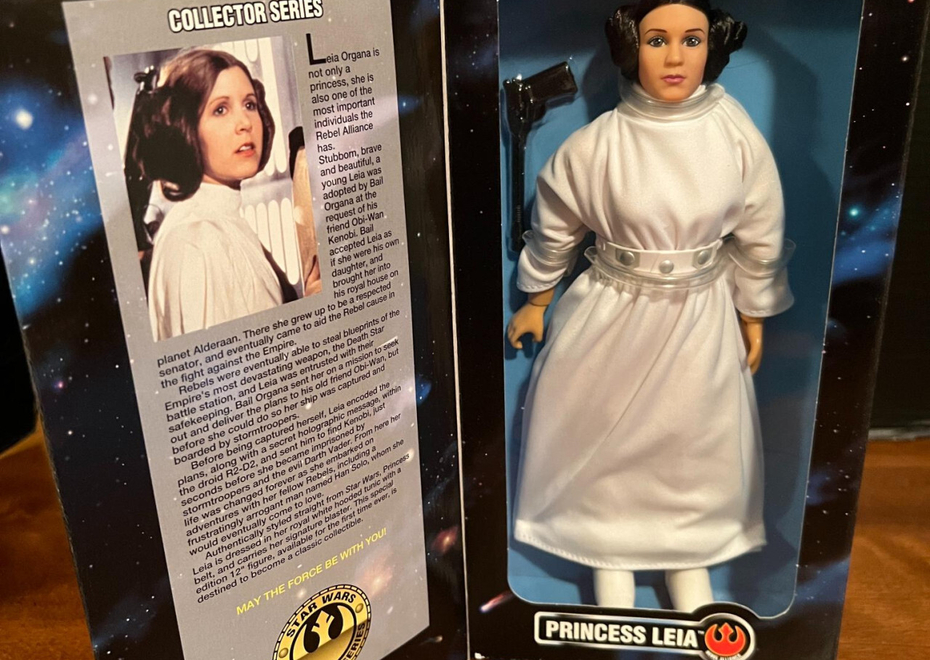 COLLECTOR SERIES
Leia Organa is
not only a
princess, she is
also one of the
most important
individuals the
Rebel Alliance
has.
Stubborn, brave
and beautiful, a
young Leia was
adopted by Bail
Organa at the
request of his
friend Obi-Wan
Kenobi. Bail
accepted Leia as
if she were his own
daughter, and
brought her into
his royal house on
planet Alderaan. There she grew up to be a respected
senator, and eventually came to aid the Rebel cause in
the fight against the Empire.
Rebels were eventually able to steal blueprints of the
Empire's most devastating weapon, the Death Star
battle station, and Leia was entrusted with their
safekeeping. Bail Organa sent her on a mission to seek
out and deliver the plans to his old friend Obi-Wan, but
before she could do so her ship was captured and
boarded by stormtroopers.
Before being captured herself, Leia encoded the
plans, along with a secret holographic message, within
the droid R2-D2, and sent him to find Kenobi, just
seconds before she became imprisoned by
stormtroopers and the evil Darth Vader. From here her
life was changed forever as she embarked on
adventures with her fellow Rebels, including a
frustratingly arrogant man named Han Solo, whom she
would eventually come to love.
Authentically styled straight from Star Wars, Princess
Leia is dressed in her royal white hooded tunic with a
belt, and carries her signature blaster. This special
edition 12" figure, available for the first time ever, is
destined to become a classic collectible.
MAY THE FORCE BE WITH YOU!
STAR WARS
PRINCESS LEIA